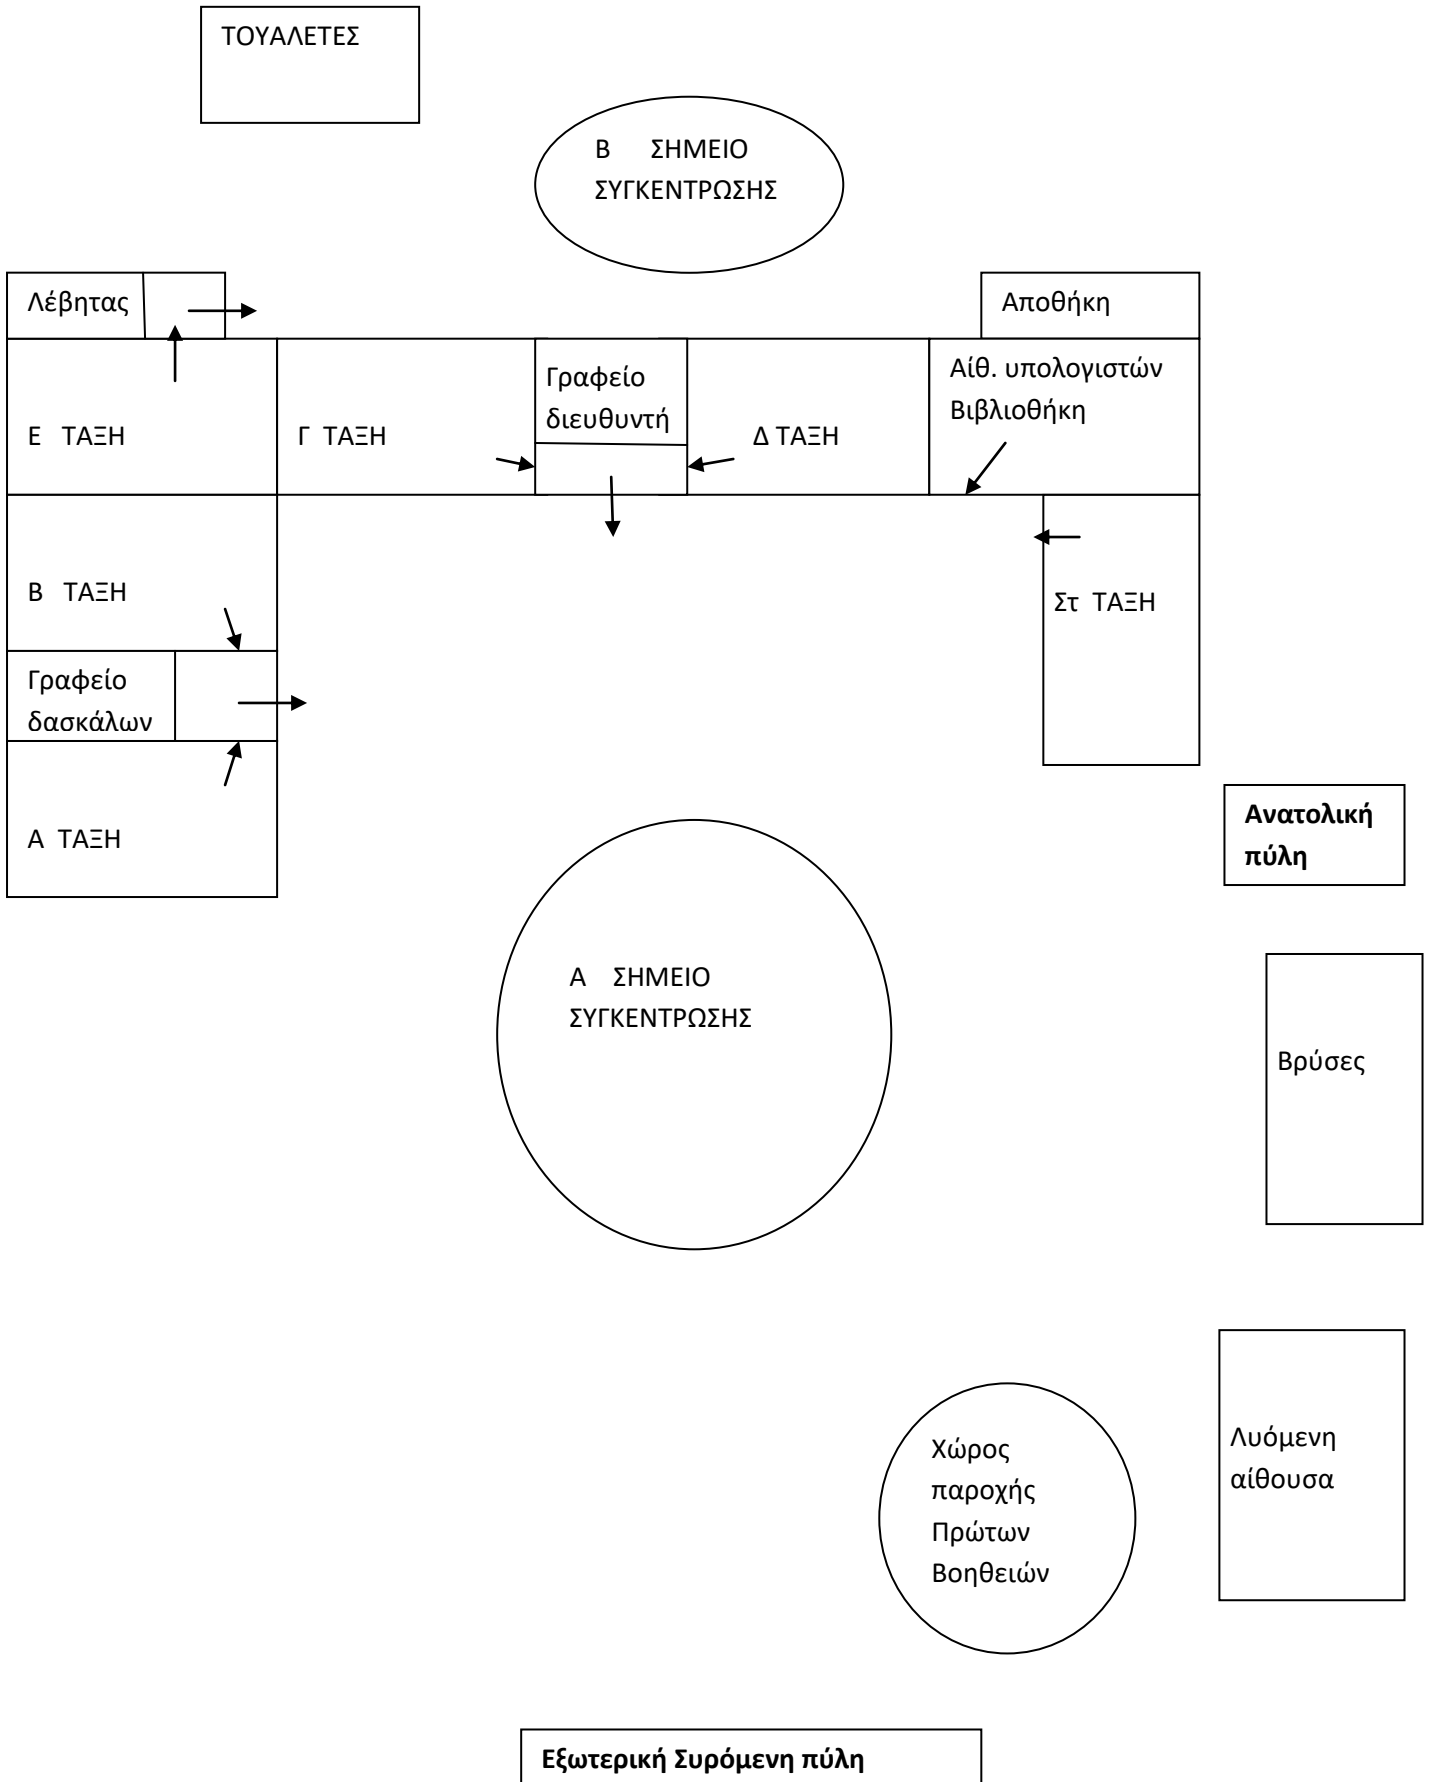 ΤΟΥΑΛΕΤΕΣ
Β ΣΗΜΕΙΟ
ΣΥΓΚΕΝΤΡΩΣΗΣ
Λέβητας
Αποθήκη
Ε ΤΑΞΗ
Γ ΤΑΞΗ
Γραφείο
διευθυντή
Δ ΤΑΞΗ
Αίθ. υπολογιστών
Βιβλιοθήκη
Β ΤΑΞΗ
Στ ΤΑΞΗ
Γραφείο
δασκάλων
Α ΤΑΞΗ
Ανατολική
πύλη
Α ΣΗΜΕΙΟ
ΣΥΓΚΕΝΤΡΩΣΗΣ
Βρύσες
Λυόμενη
αίθουσα
Χώρος
παροχής
Πρώτων
Βοηθειών
Εξωτερική Συρόμενη πύλη